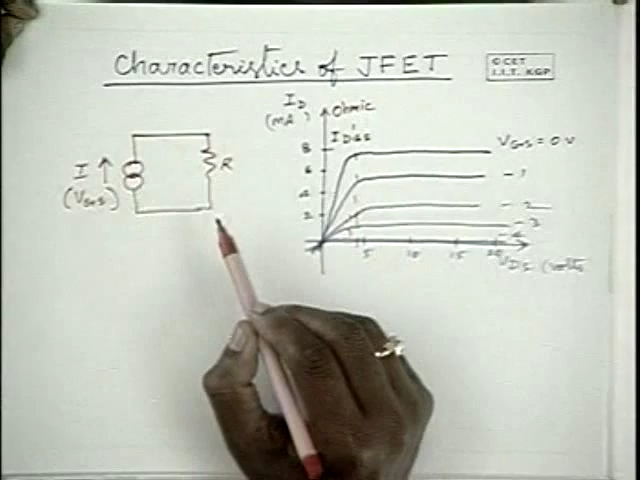 Characteristics of JFET
©CET
I.I.T. KGP
I
(VGS)
R
ID
(mA)
Ohmic
IDSS
8
6
4
2
VGS = 0 V
-1
-2
-3
-4
5
10
15
20
VDS (volts